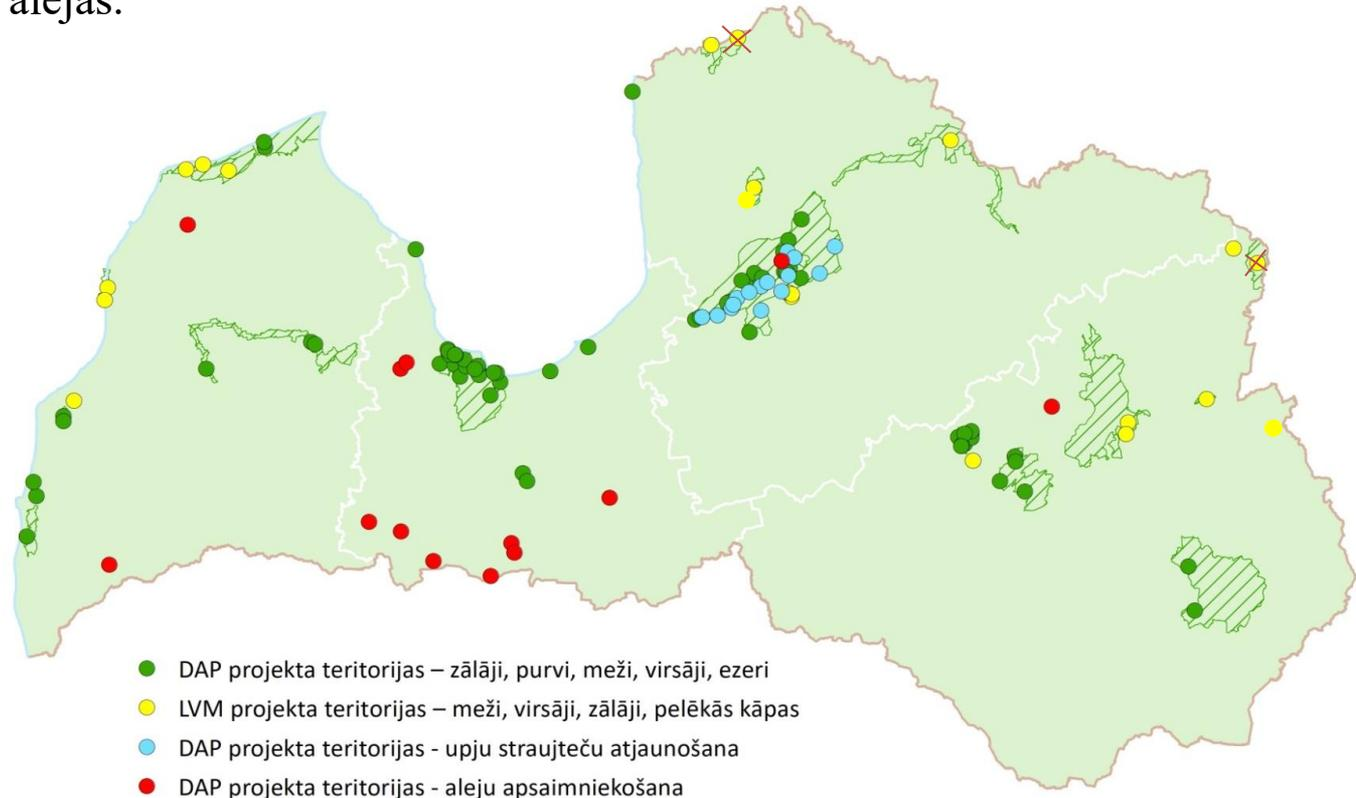 alejas.
DAP projekta teritorijas – zālāji, purvi, meži, virsāji, ezeri
LVM projekta teritorijas – meži, virsāji, zālāji, pelēkās kāpas
DAP projekta teritorijas - upju straujteču atjaunošana
DAP projekta teritorijas - aleju apsaimniekošana